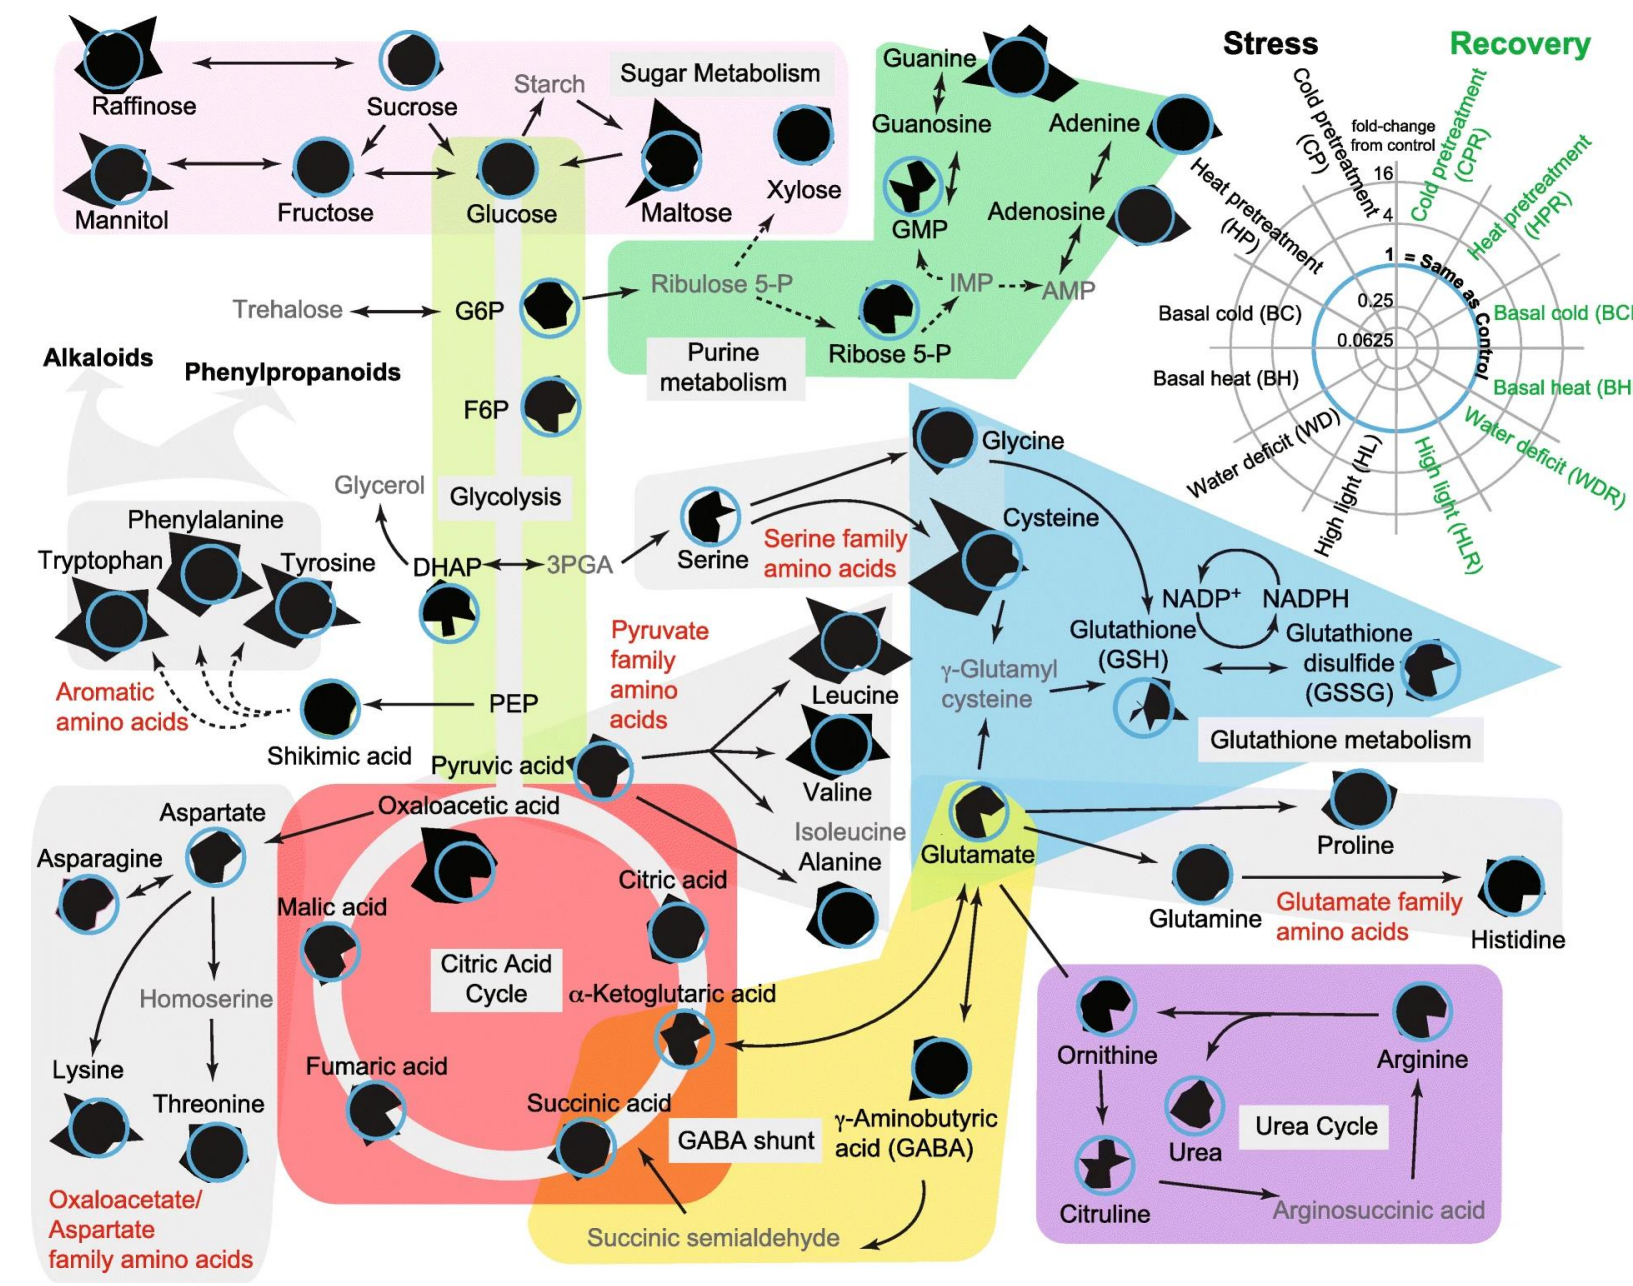 Stress
Recovery
Cold pretreatment
(CP)
fold-change
from control
Cold pretreatment
(CPR)
Heat pretreatment
(HP)
Heat pretreatment
(HPR)
16
4
1 = Same as Control
0.25
0.0625
Basal cold (BC)
Basal cold (BC
Basal heat (BH)
Basal heat (BH
Water deficit (WD)
Water deficit (WDR)
High light (HL)
High light (HLR)
Raffinose
Sucrose
Starch
Sugar Metabolism
Mannitol
Fructose
Glucose
Maltose
Xylose
Guanine
Guanosine
Adenine
GMP
Adenosine
Ribulose 5-P
IMP
AMP
Trehalose
G6P
Ribose 5-P
Purine
metabolism
Alkaloids
Phenylpropanoids
F6P
Glycerol
Glycolysis
Glycine
Phenylalanine
Tryptophan
Tyrosine
DHAP
3PGA
Serine
Serine family
amino acids
Cysteine
Aromatic
amino acids
PEP
Shikimic acid
Pyruvate
family
amino
acids
Pyruvic acid
Leucine
Valine
Isoleucine
Alanine
γ-Glutamyl
cysteine
NADP+
NADPH
Glutathione
(GSH)
Glutathione
disulfide
(GSSG)
Glutathione metabolism
Aspartate
Asparagine
Oxaloacetic acid
Malic acid
Citric acid
Citric Acid
Cycle
α-Ketoglutaric acid
Fumaric acid
Succinic acid
Homoserine
Lysine
Threonine
Oxaloacetate/
Aspartate
family amino acids
GABA shunt
γ-Aminobutyric
acid (GABA)
Succinic semialdehyde
Glutamate
Proline
Glutamine
Glutamate family
amino acids
Histidine
Ornithine
Arginine
Urea
Urea Cycle
Citruline
Arginosuccinic acid